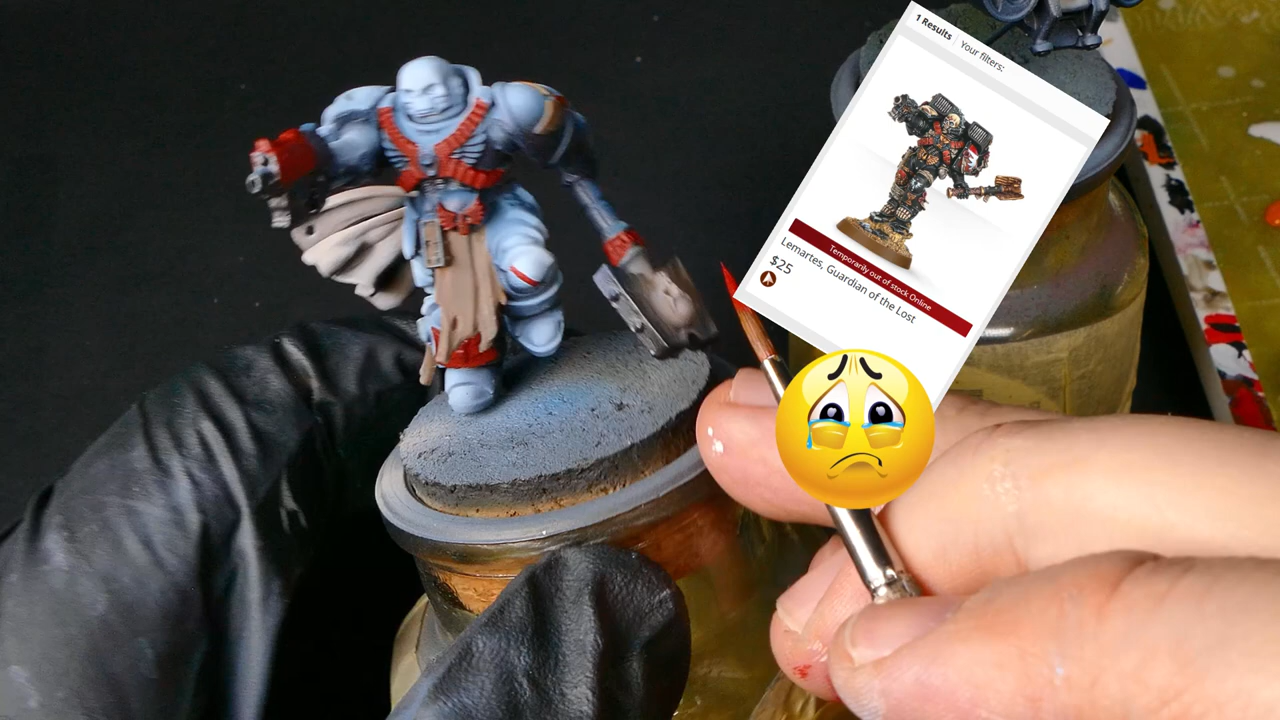 1 Results | Your filters:
Temporarily out of stock Online
Lemartes, Guardian of the Lost
$25